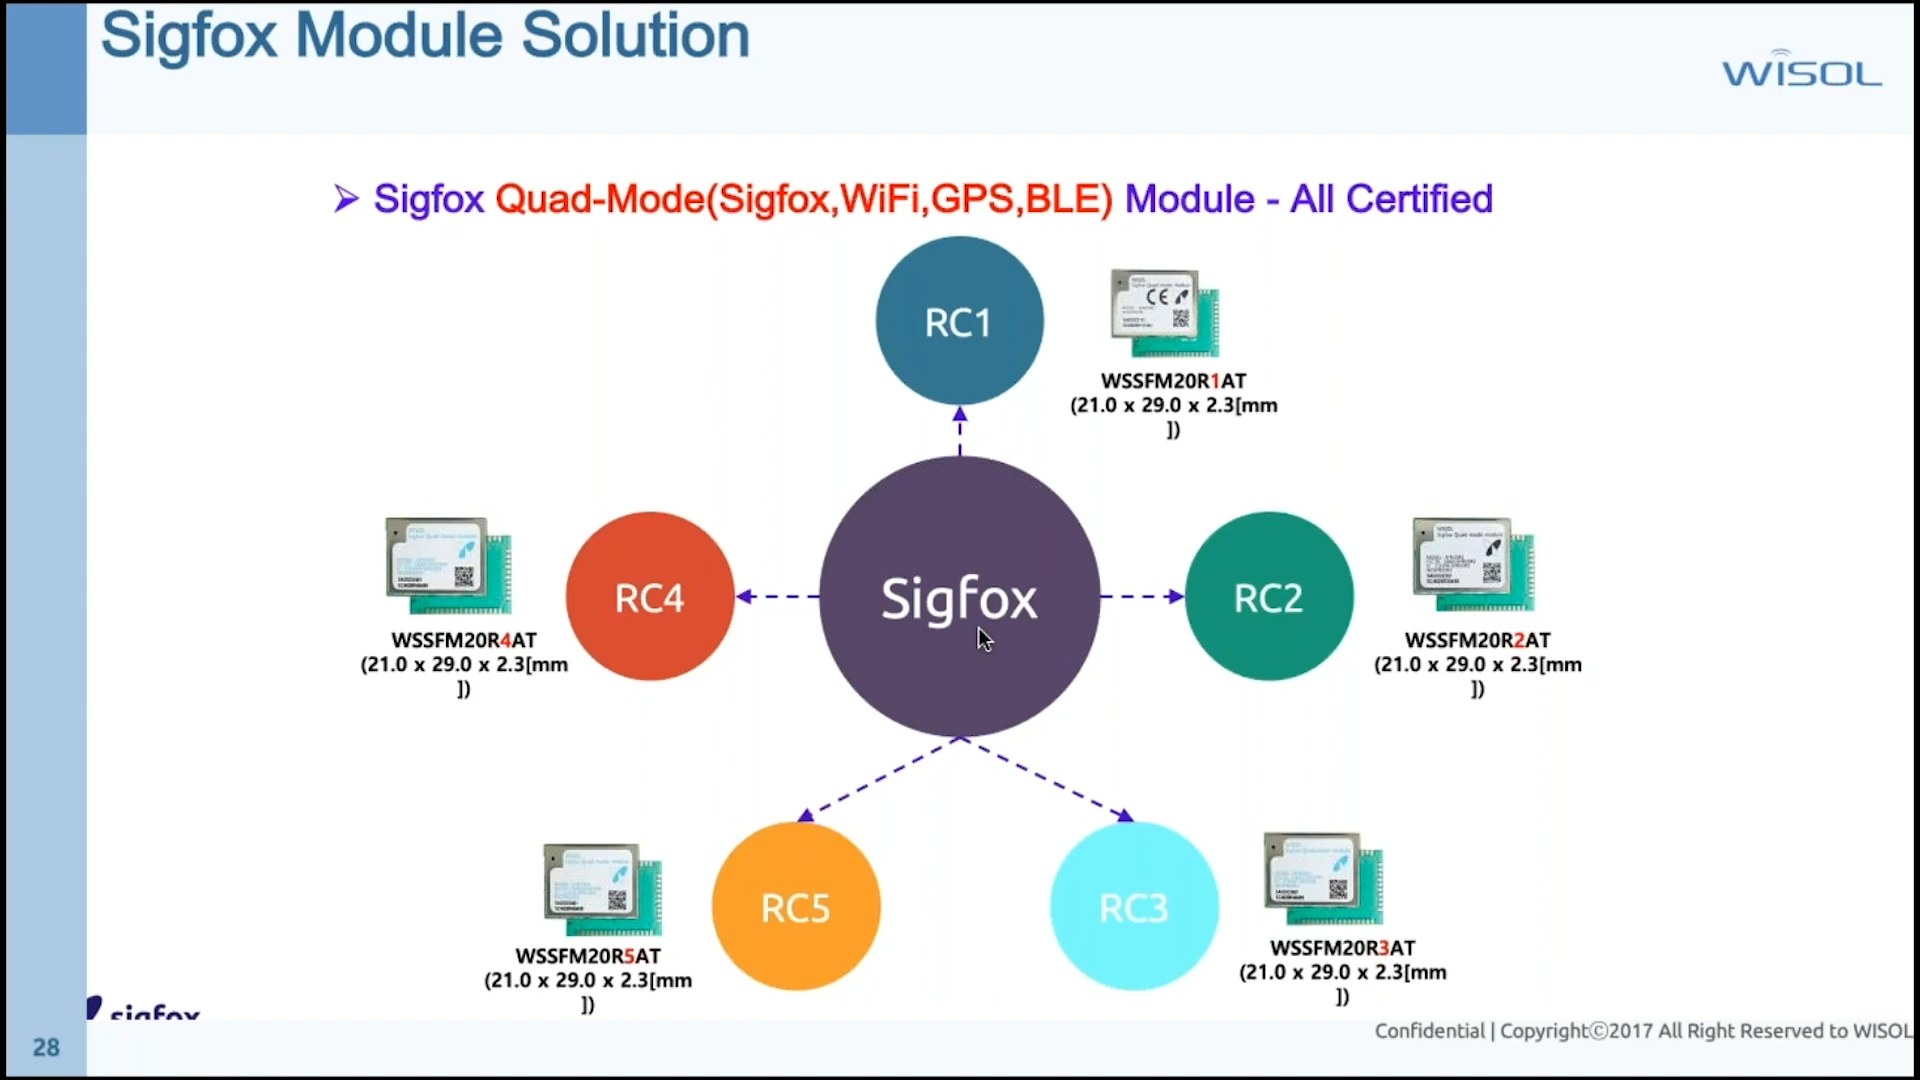 Sigfox Module Solution
WISOL
Sigfox Quad-Mode(Sigfox,WiFi,GPS,BLE) Module - All Certified
RC1
WSSFM20R1AT
(21.0 x 29.0 x 2.3[mm
])
RC4
WSSFM20R4AT
(21.0 x 29.0 x 2.3[mm
])
Sigfox
RC2
WSSFM20R2AT
(21.0 x 29.0 x 2.3[mm
])
RC5
WSSFM20R5AT
(21.0 x 29.0 x 2.3[mm
])
RC3
WSSFM20R3AT
(21.0 x 29.0 x 2.3[mm
])
sigfox
28
Confidential | Copyrightⓒ2017 All Right Reserved to WISOL